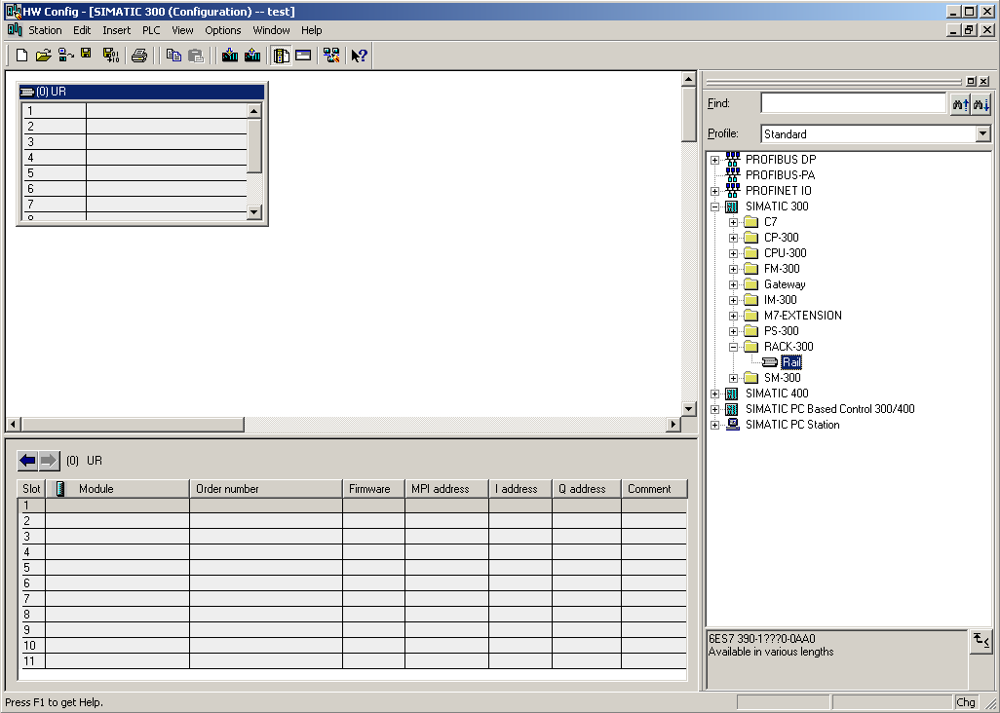 HW Config - [SIMATIC 300 (Configuration) -- test]
Station Edit Insert PLC View Options Window Help
(0) UR
1
2
3
4
5
6
7
8
Find:
Profile: Standard
PROFIBUS DP
PROFIBUS-PA
PROFINET IO
SIMATIC 300
C7
CP-300
CPU-300
FM-300
Gateway
IM-300
M7-EXTENSION
PS-300
RACK-300
Rail
SM-300
SIMATIC 400
SIMATIC PC Based Control 300/400
SIMATIC PC Station
(0) UR
Slot Module Order number Firmware MPI address I address Q address Comment
1
2
3
4
5
6
7
8
9
10
11
6ES7 390-1???0-0AA0
Available in various lengths
Press F1 to get Help.
Chg